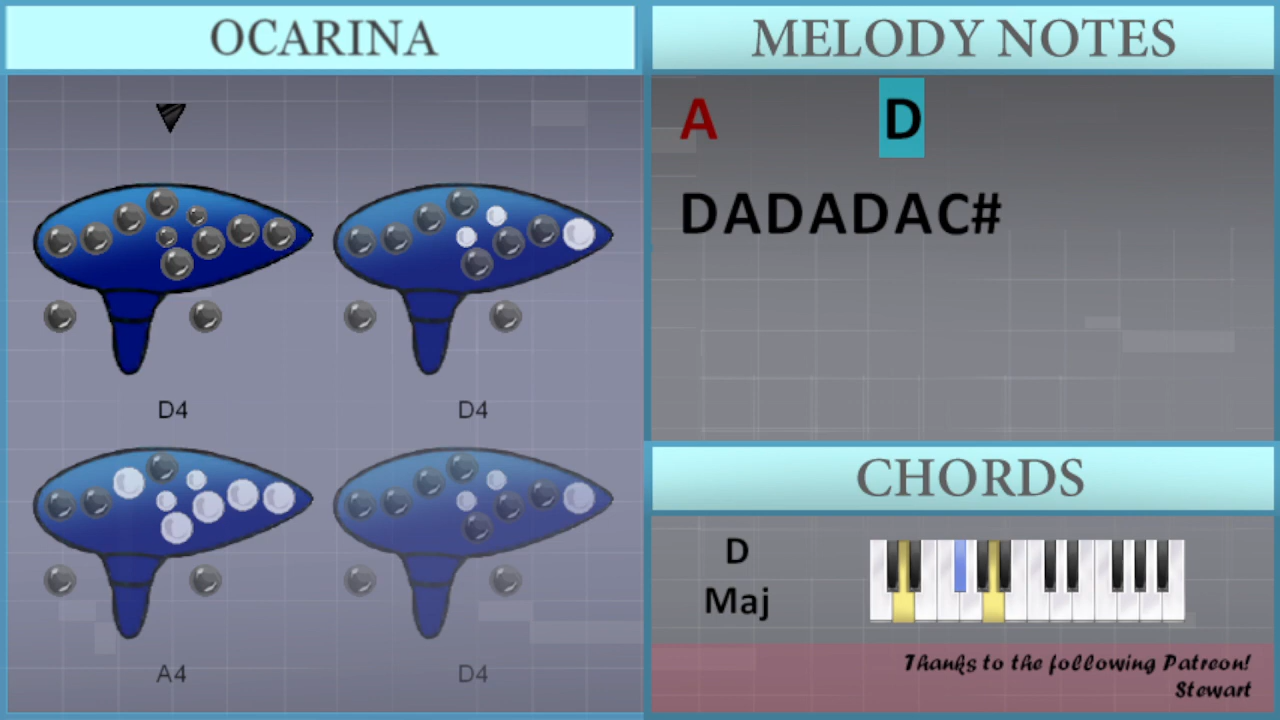 OCARINA
D4
D4
A4
D4
MELODY NOTES
A D
DADADAC#
CHORDS
D
Maj
Thanks to the following Patreon!
Stewart